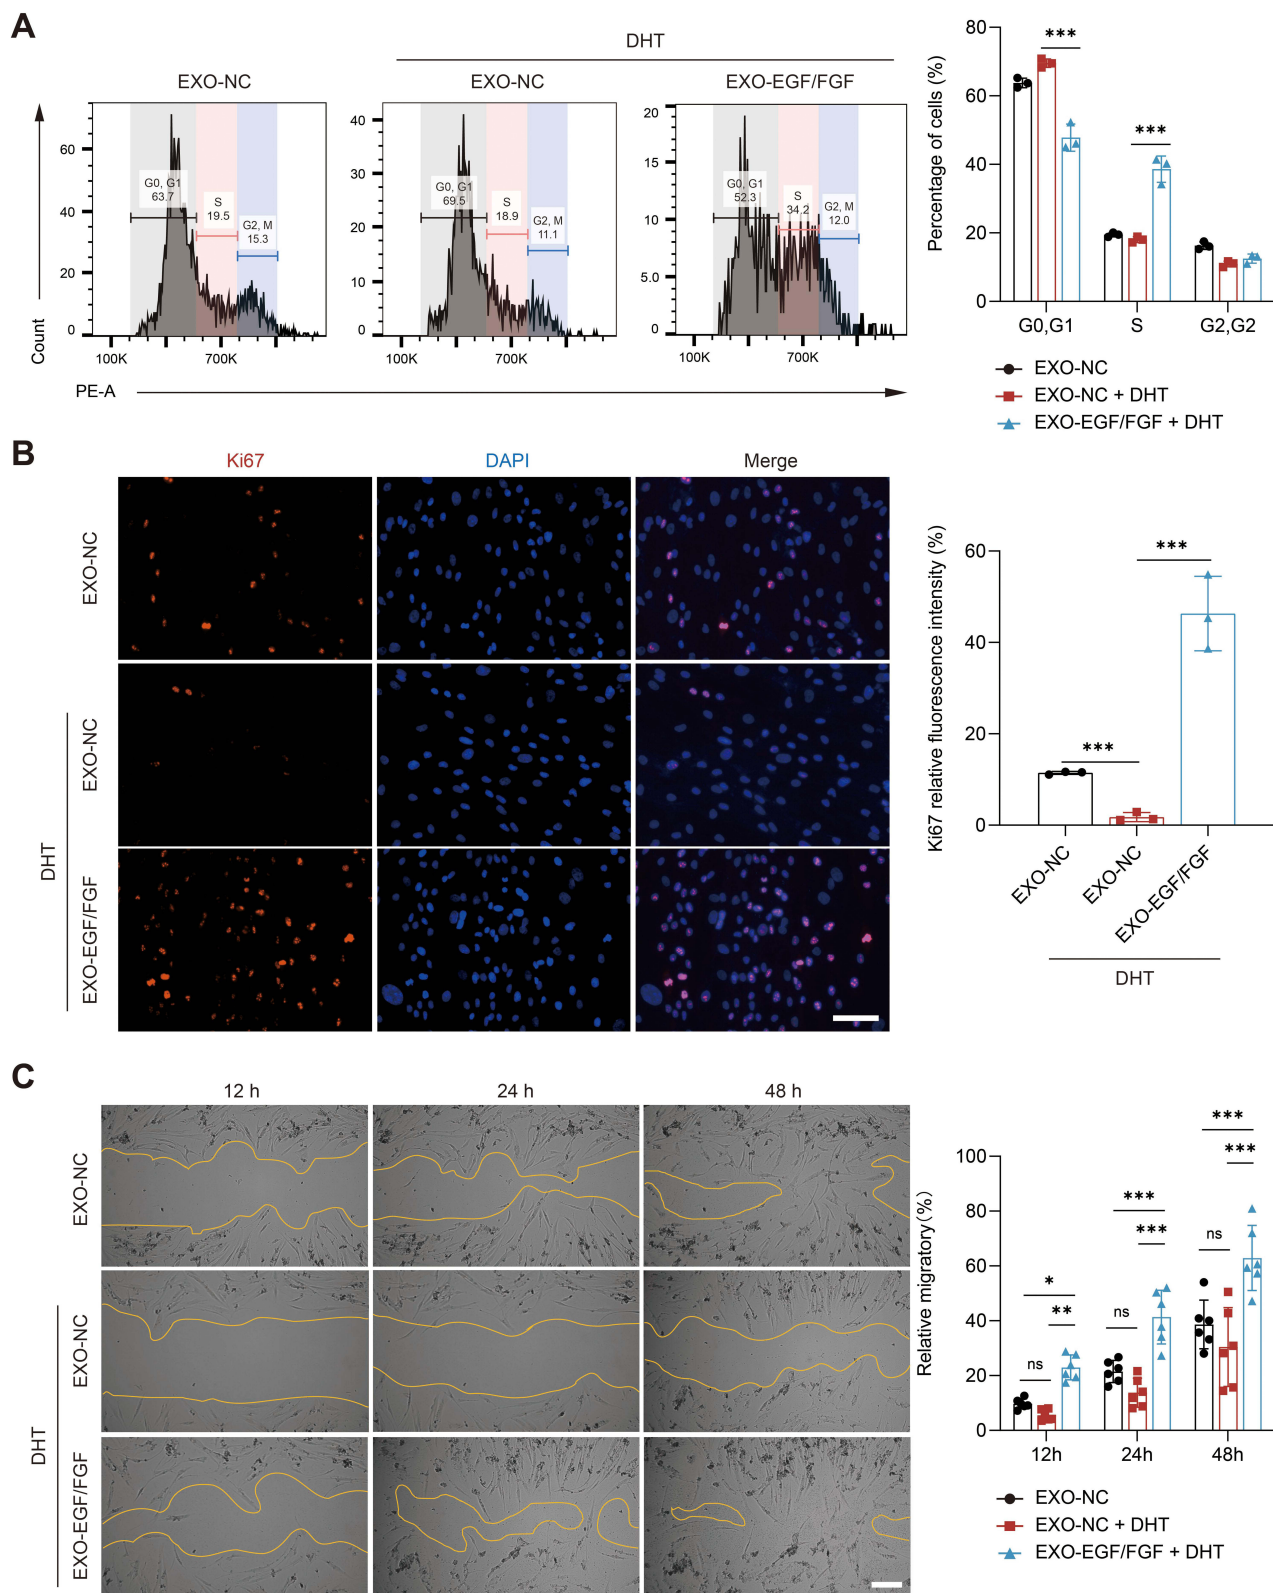 A
DHT
EXO-NC
EXO-NC
EXO-EGF/FGF
Count
60
40
20
0
G0, G1
63.7
S
19.5
G2, M
15.3
100K
700K
40
30
20
10
0
G0, G1
69.5
S
18.9
G2, M
11.1
100K
700K
20
15
10
5.0
0
G0, G1
52.3
S
34.2
G2, M
12.0
100K
700K
PE-A
Percentage of cells (%)
80
60
40
20
0
***
***
G0,G1
S
G2,G2
EXO-NC
EXO-NC + DHT
EXO-EGF/FGF + DHT
B
Ki67
DAPI
Merge
EXO-NC
DHT
EXO-NC
EXO-EGF/FGF
Ki67 relative fluorescence intensity (%)
60
40
20
0
***
***
EXO-NC
EXO-NC
EXO-EGF/FGF
DHT
C
12 h
24 h
48 h
EXO-NC
DHT
EXO-NC
EXO-EGF/FGF
Relative migratory(%)
100
80
60
40
20
0
ns
**
*
ns
***
***
ns
***
***
12h
24h
48h
EXO-NC
EXO-NC + DHT
EXO-EGF/FGF + DHT